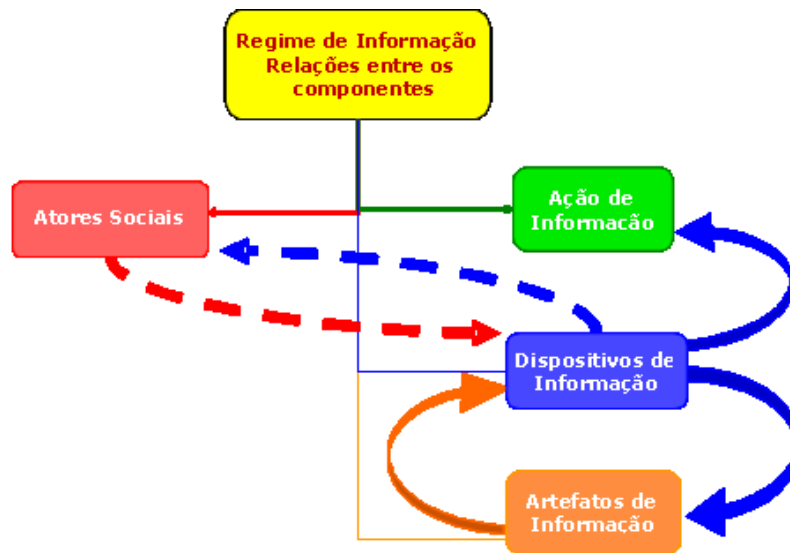 Regime de Informação
Relações entre os
componentes
Atores Sociais
Ação de
Informacão
Dispositivos de
Informação
Artefatos de
Informação